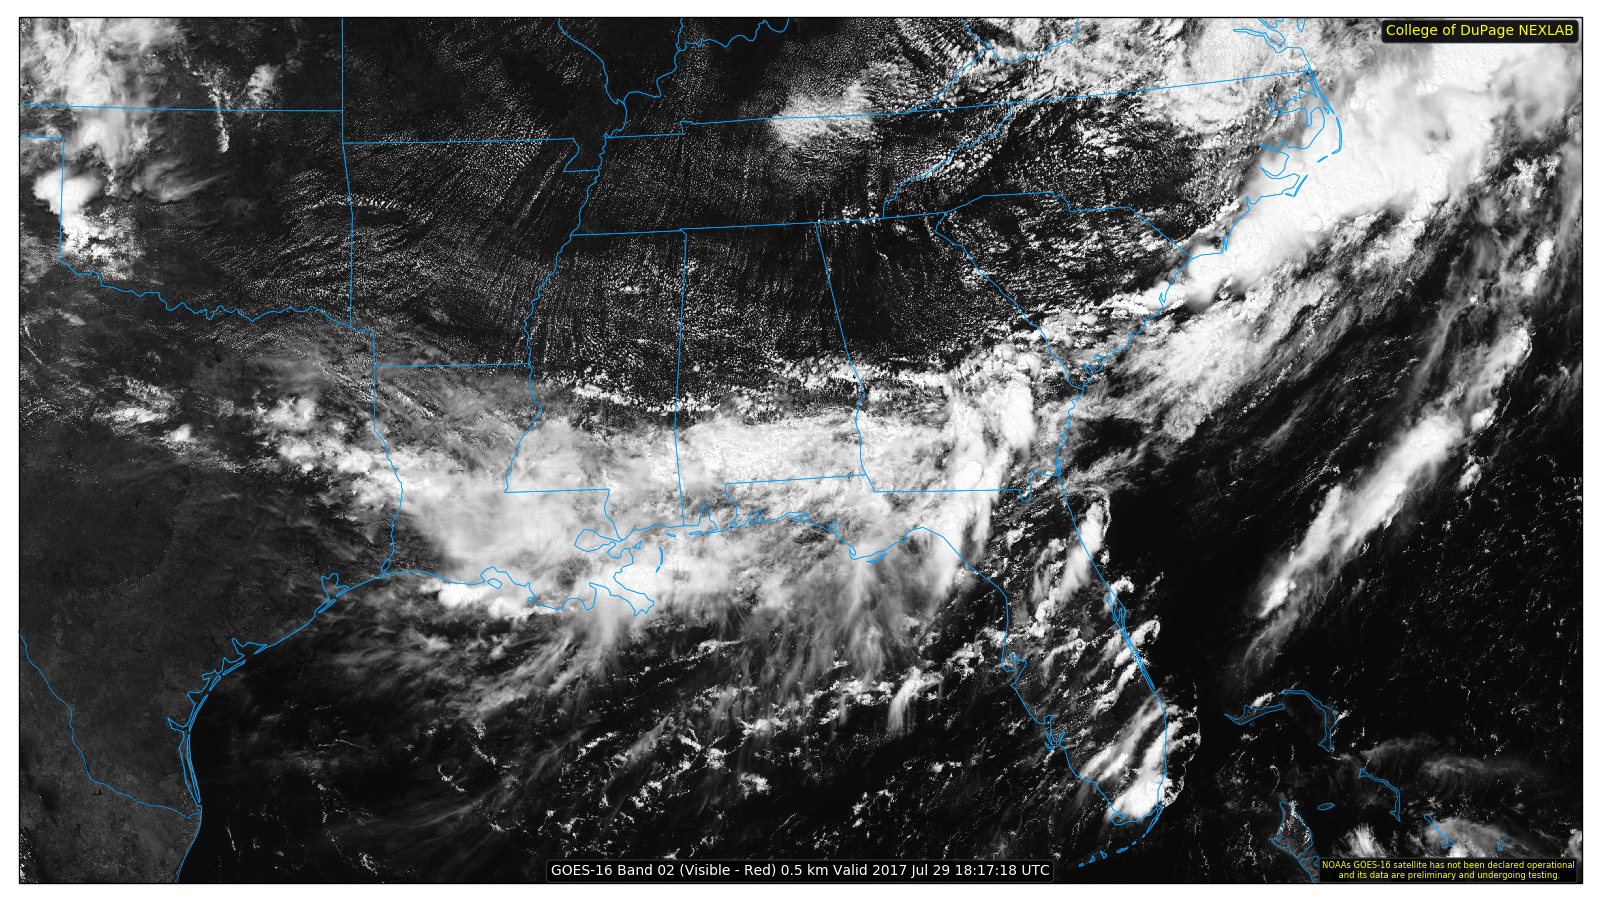 College of DuPage NEXLAB
GOES-16 Band 02 (Visible - Red) 0.5 km Valid 2017 Jul 29 18:17:18 UTC
NOAAs GOES-16 satellite has not been declared operational
and its data are preliminary and undergoing testing.